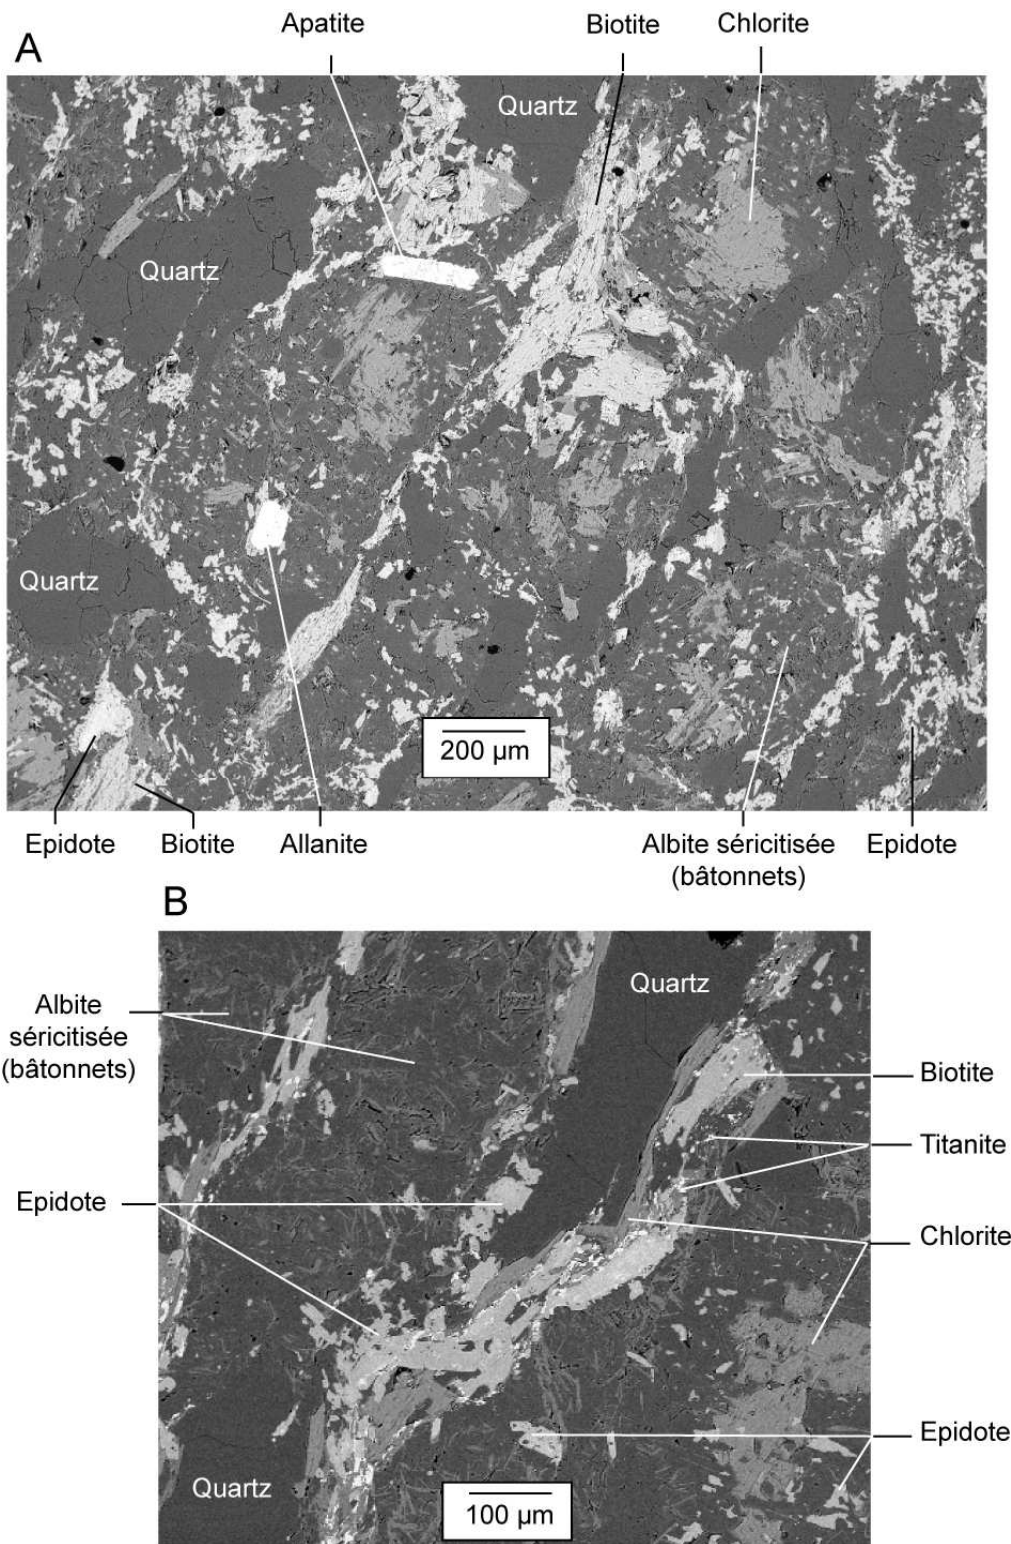 Apatite
Biotite
Chlorite
A
Quartz
Quartz
Quartz
200 µm
Epidote
Biotite
Allanite
Albite séricitisée
(bâtonnets)
Epidote
B
Albite
séricitisée
(bâtonnets)
Quartz
Biotite
Titanite
Epidote
Chlorite
Epidote
Quartz
100 µm